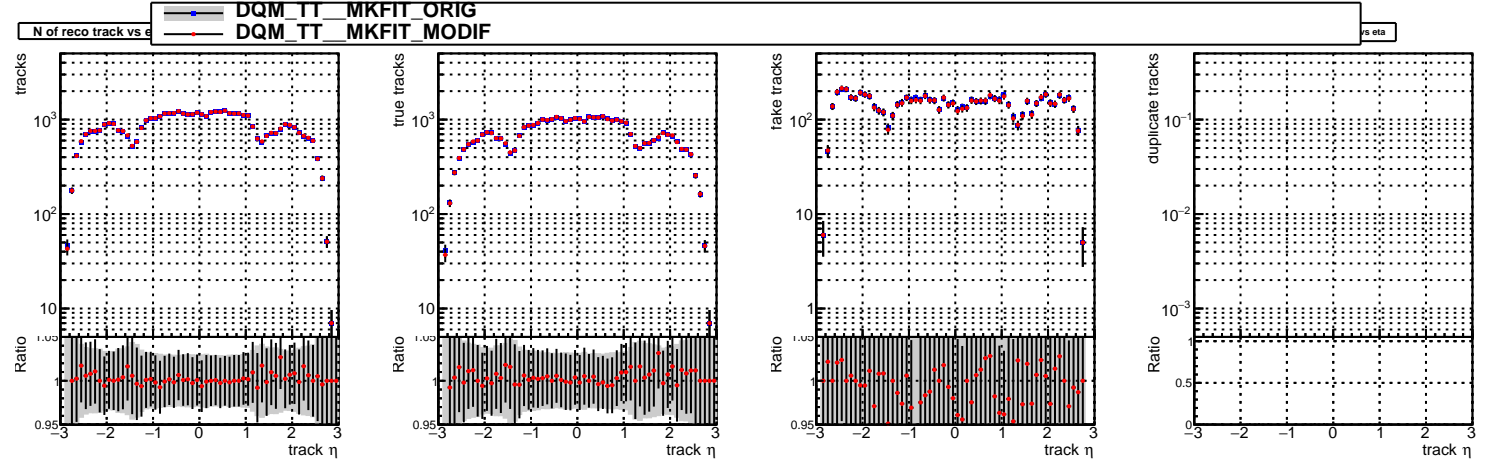 DQM_TT__MKFIT_ORIG
DQM_TT__MKFIT_MODIF
N of reco track vs e
vs eta
tracks
10³
10²
10
Ratio
1.05
1
0.95
−3 −2 −1 0 1 2 3
track η
true tracks
10³
10²
10
Ratio
1.05
1
0.95
−3 −2 −1 0 1 2 3
track η
fake tracks
10²
10
1
Ratio
1.05
1
0.95
−3 −2 −1 0 1 2 3
track η
duplicate tracks
10⁻¹
10⁻²
10⁻³
Ratio
1
0.5
0
−3 −2 −1 0 1 2 3
track η